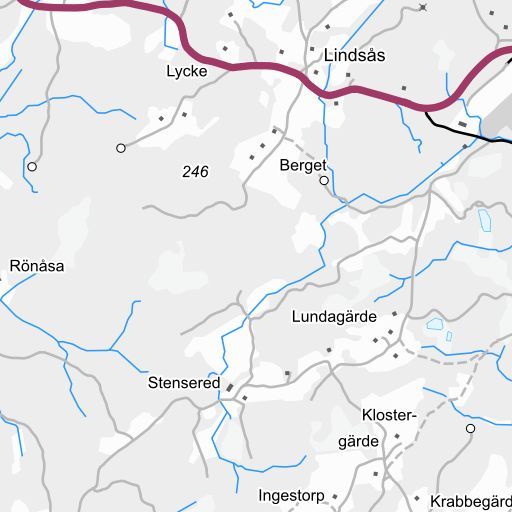 Lindsås
Lycke
Berget
246
Rönåsa
Lundagärde
Stensered
Kloster-
gärde
Ingestorp
Krabbegärd